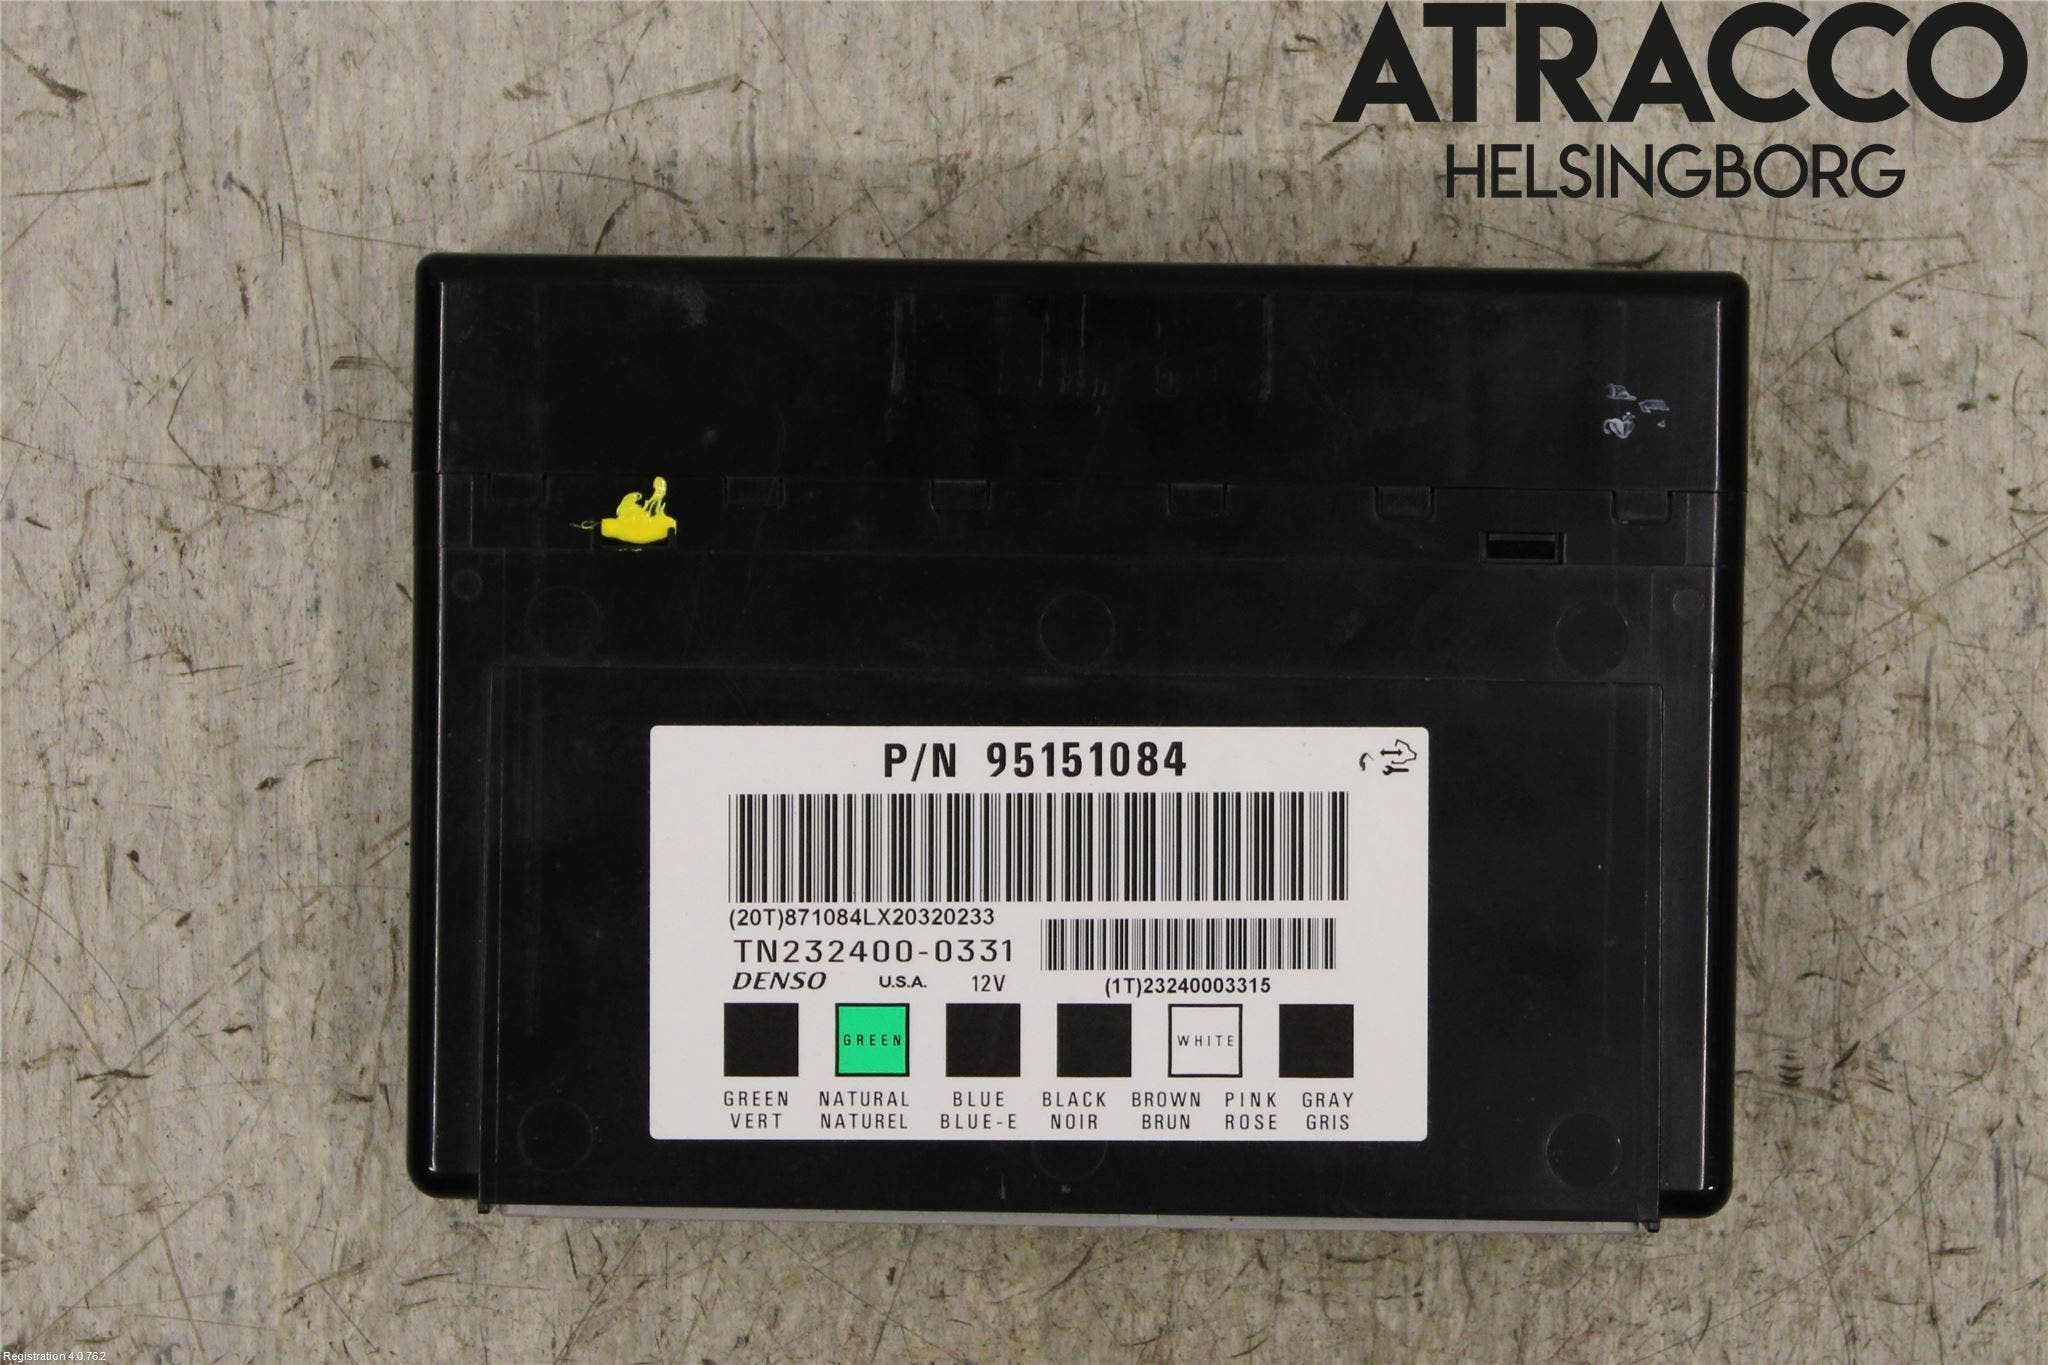 ATRACCO
HELSINGBORG
P/N 95151084
(20T)871084LX20320233
TN232400-0331
DENSO U.S.A. 12V
(1T)23240003315
GREEN WHITE
GREEN NATURAL BLUE BLACK BROWN PINK GRAY
VERT NATUREL BLUE-E NOIR BRUN ROSE GRIS
Registration 4.0.762